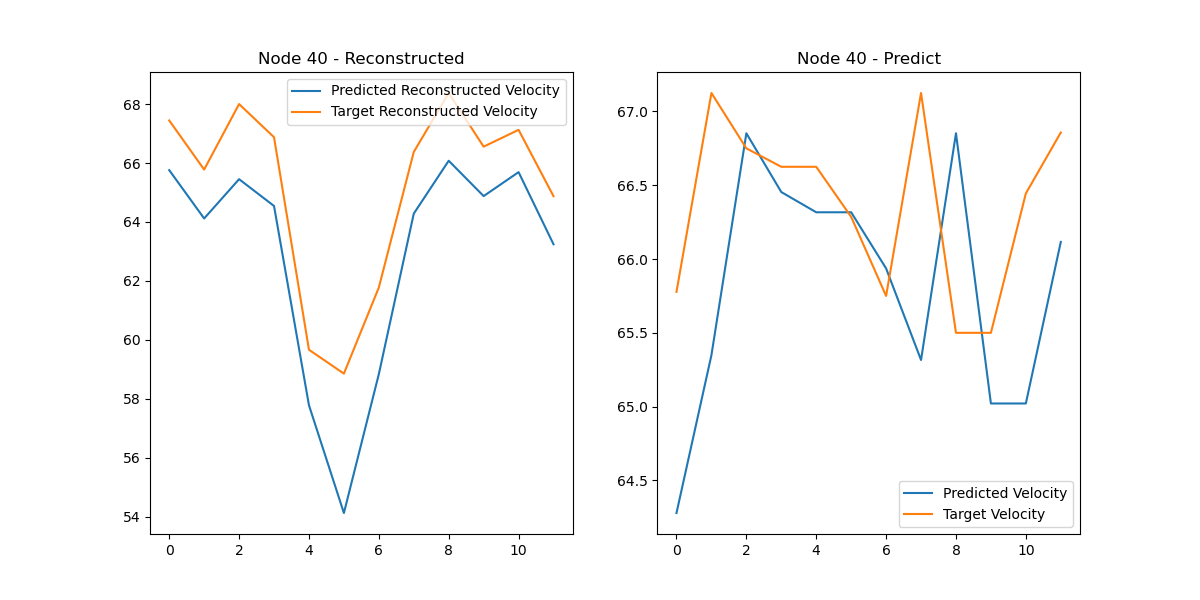 Node 40 - Reconstructed
Predicted Reconstructed Velocity
Target Reconstructed Velocity
68
66
64
62
60
58
56
54
0 2 4 6 8 10
Node 40 - Predict
67.0
66.5
66.0
65.5
65.0
64.5
Predicted Velocity
Target Velocity
0 2 4 6 8 10